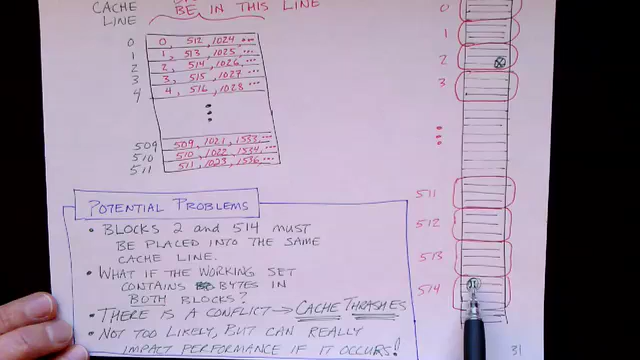 CACHE
LINE
BE IN THIS LINE
0 0, 512, 1024, ...
1 1, 513, 1025, ...
2 2, 514, 1026, ...
3 3, 515, 1027, ...
4 4, 516, 1028, ...
509 509, 1021, 1533, ...
510 510, 1022, 1534, ...
511 511, 1023, 1536, ...
POTENTIAL PROBLEMS
• BLOCKS 2 AND 514 MUST
BE PLACED INTO THE SAME
CACHE LINE.
• WHAT IF THE WORKING SET
CONTAINS BYTES IN
BOTH BLOCKS?
• THERE IS A CONFLICT → CACHE THRASHES
• NOT TOO LIKELY, BUT CAN REALLY
IMPACT PERFORMANCE IF IT OCCURS!
0
1
2
3
511
512
513
514
31